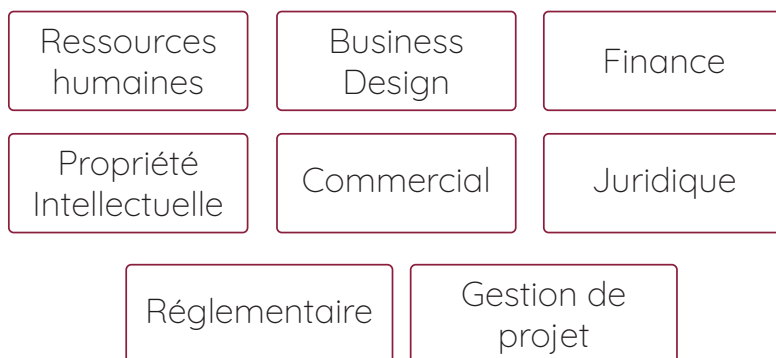 Ressources
humaines
Business
Design
Finance
Propriété
Intellectuelle
Commercial
Juridique
Réglementaire
Gestion de
projet